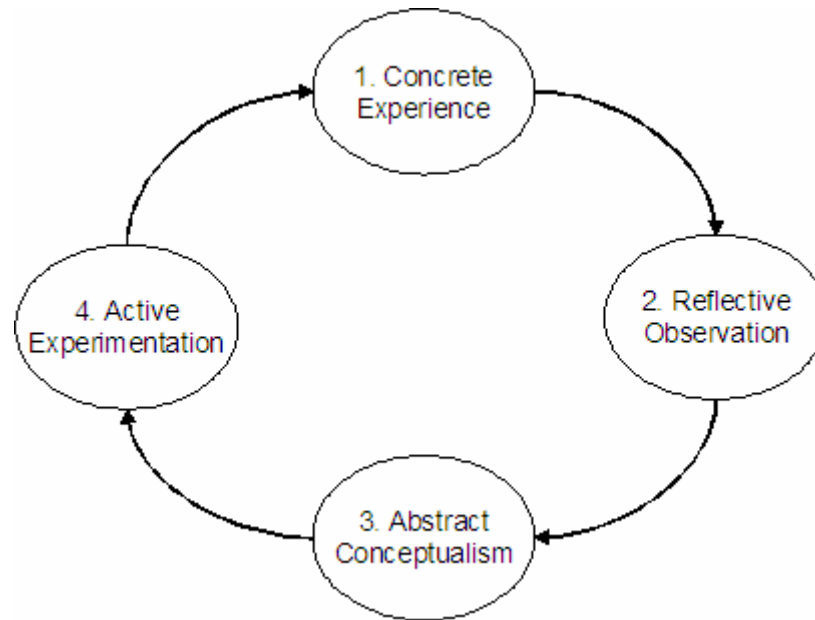 1. Concrete
Experience
2. Reflective
Observation
3. Abstract
Conceptualism
4. Active
Experimentation